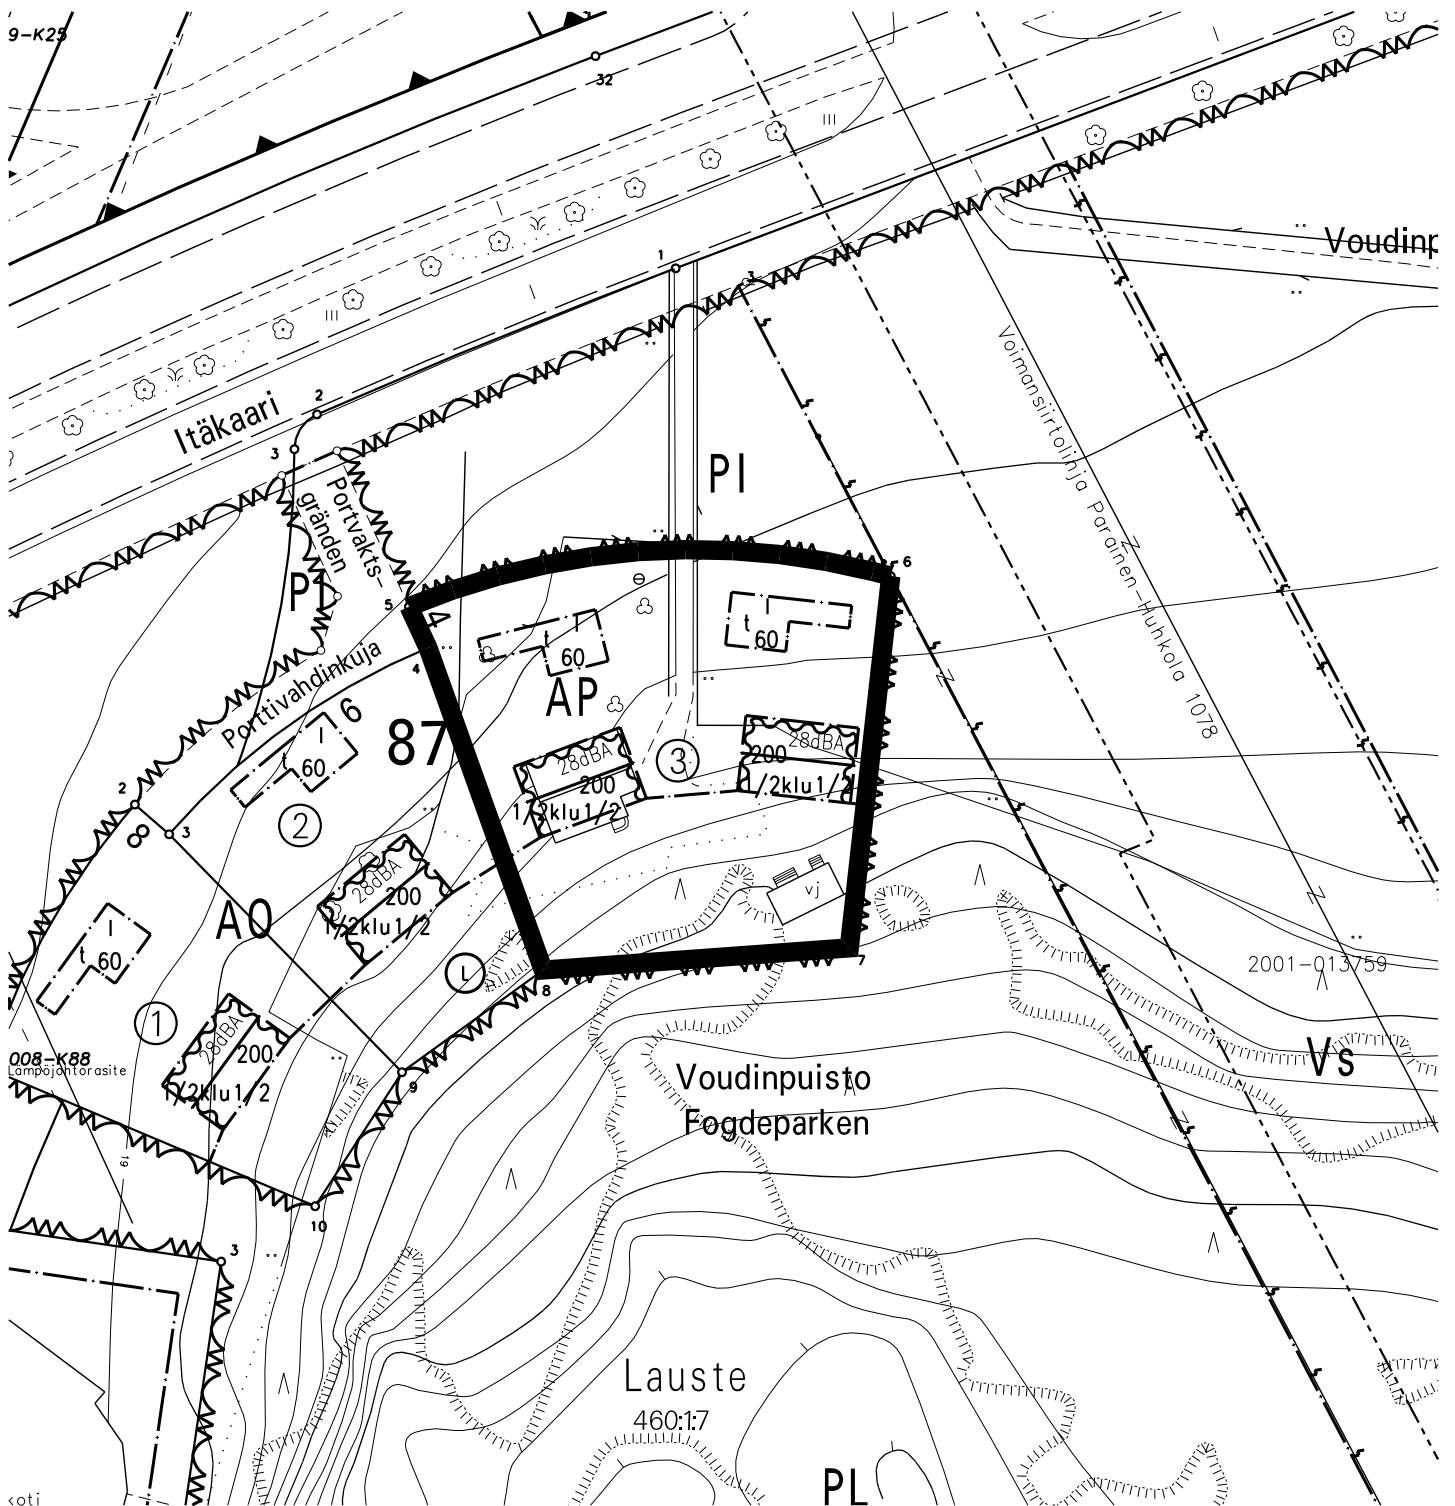 9-K25
32
1
3
Voudinp
2
Itäkaari
3
PI
Portvakts-
gränden
Voimansiirtolinja Parainen-Huhkola 1078
PI
5
4
6
t I
60
t I
60
4
Porttivahdinkuja
AP
6
87
28dBA
200
1/2klu1/2
3
28dBA
200
1/2klu1/2
I
t
60
2
3
8
2
28dBA
200
1/2klu1/2
vj
AO
I
t
60
L
8
7
2001-013759
1
28dBA
200
1/2klu1/2
008-K88
Lämpöjohtorasite
9
Voudinpuisto
Fogdeparken
Vs
19
10
3
Lauste
460:1:7
PL
koti